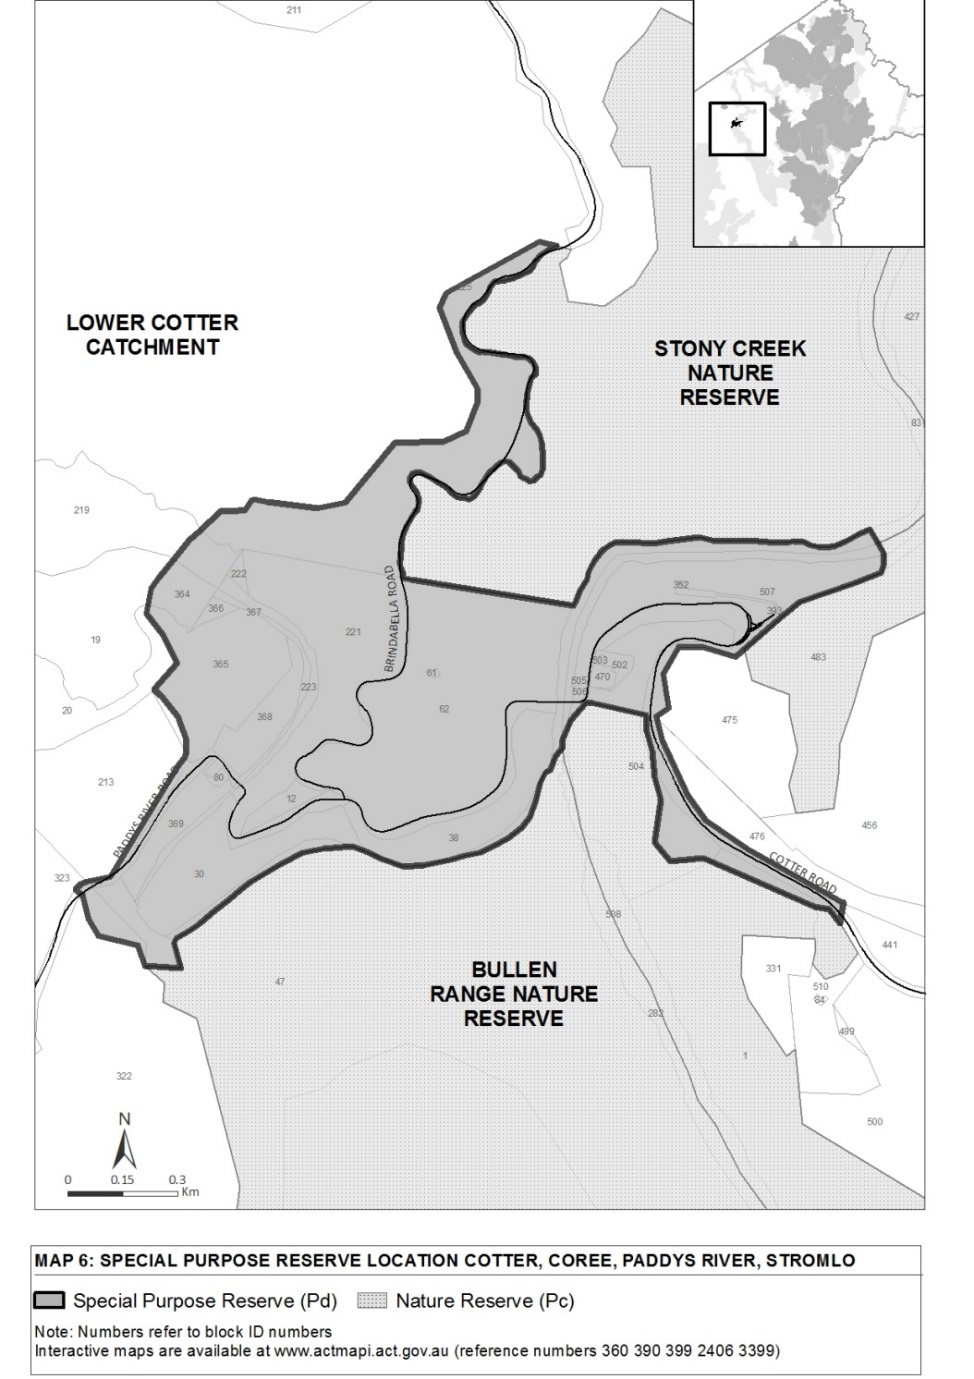 211
427
LOWER COTTER
CATCHMENT
STONY CREEK
NATURE
RESERVE
83
219
222
364
366
367
382
507
383
BRINDABELLA ROAD
221
19
365
503
502
483
61
470
223
505
506
20
62
368
475
504
213
80
12
PADDYS RIVER ROAD
369
38
476
456
COTTER ROAD
30
323
508
441
BULLEN
RANGE NATURE
RESERVE
331
47
510
84
282
499
1
322
500
N
0 0.15 0.3
Km
MAP 6: SPECIAL PURPOSE RESERVE LOCATION COTTER, COREE, PADDYS RIVER, STROMLO
Special Purpose Reserve (Pd) Nature Reserve (Pc)
Note: Numbers refer to block ID numbers
Interactive maps are available at www.actmapi.act.gov.au (reference numbers 360 390 399 2406 3399)